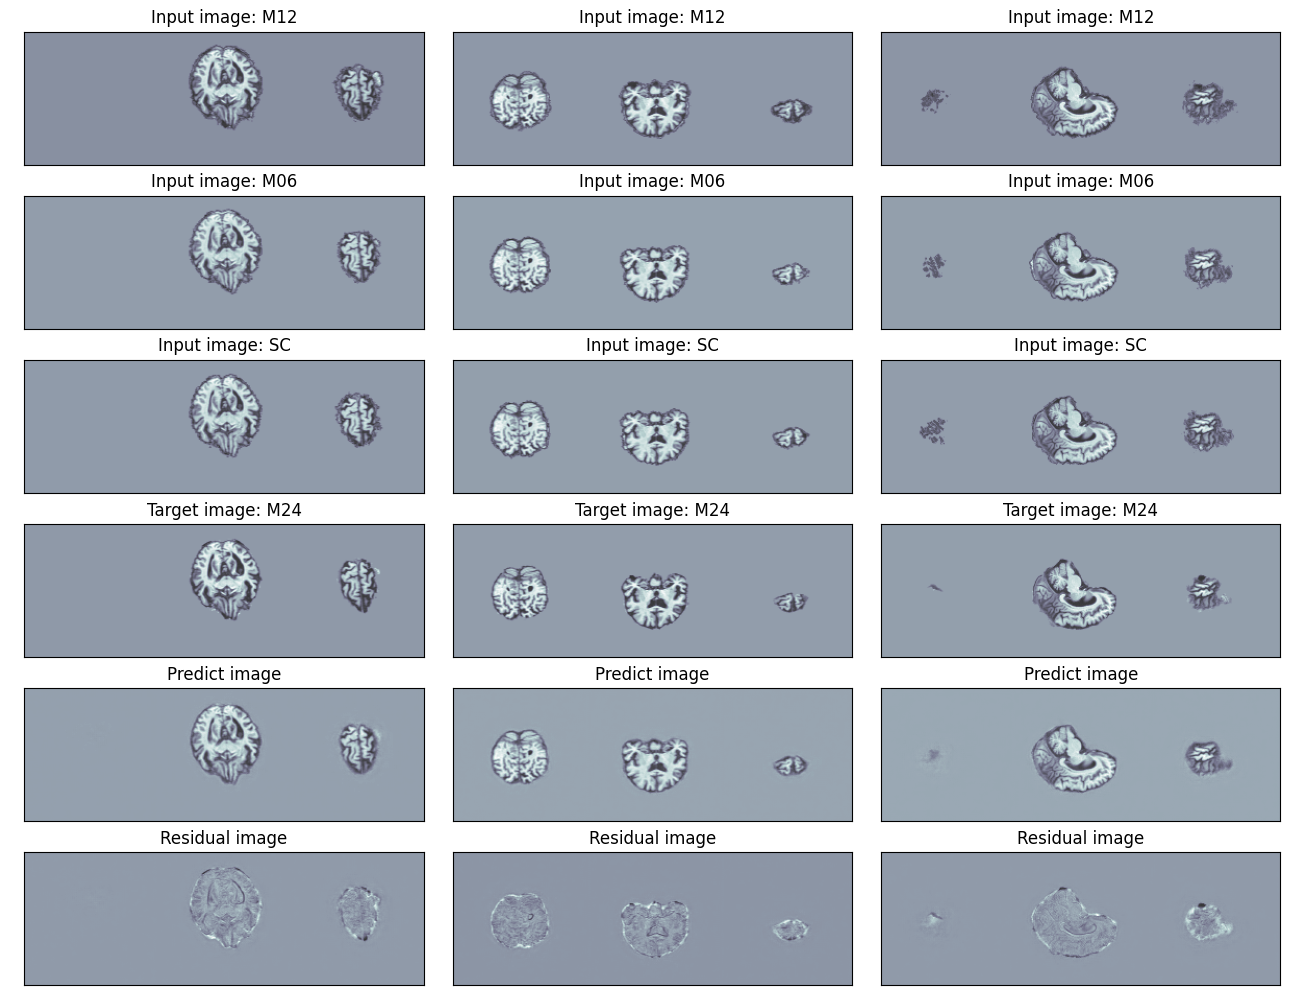 Input image: M12 Input image: M12 Input image: M12
Input image: M06 Input image: M06 Input image: M06
Input image: SC Input image: SC Input image: SC
Target image: M24 Target image: M24 Target image: M24
Predict image Predict image Predict image
Residual image Residual image Residual image